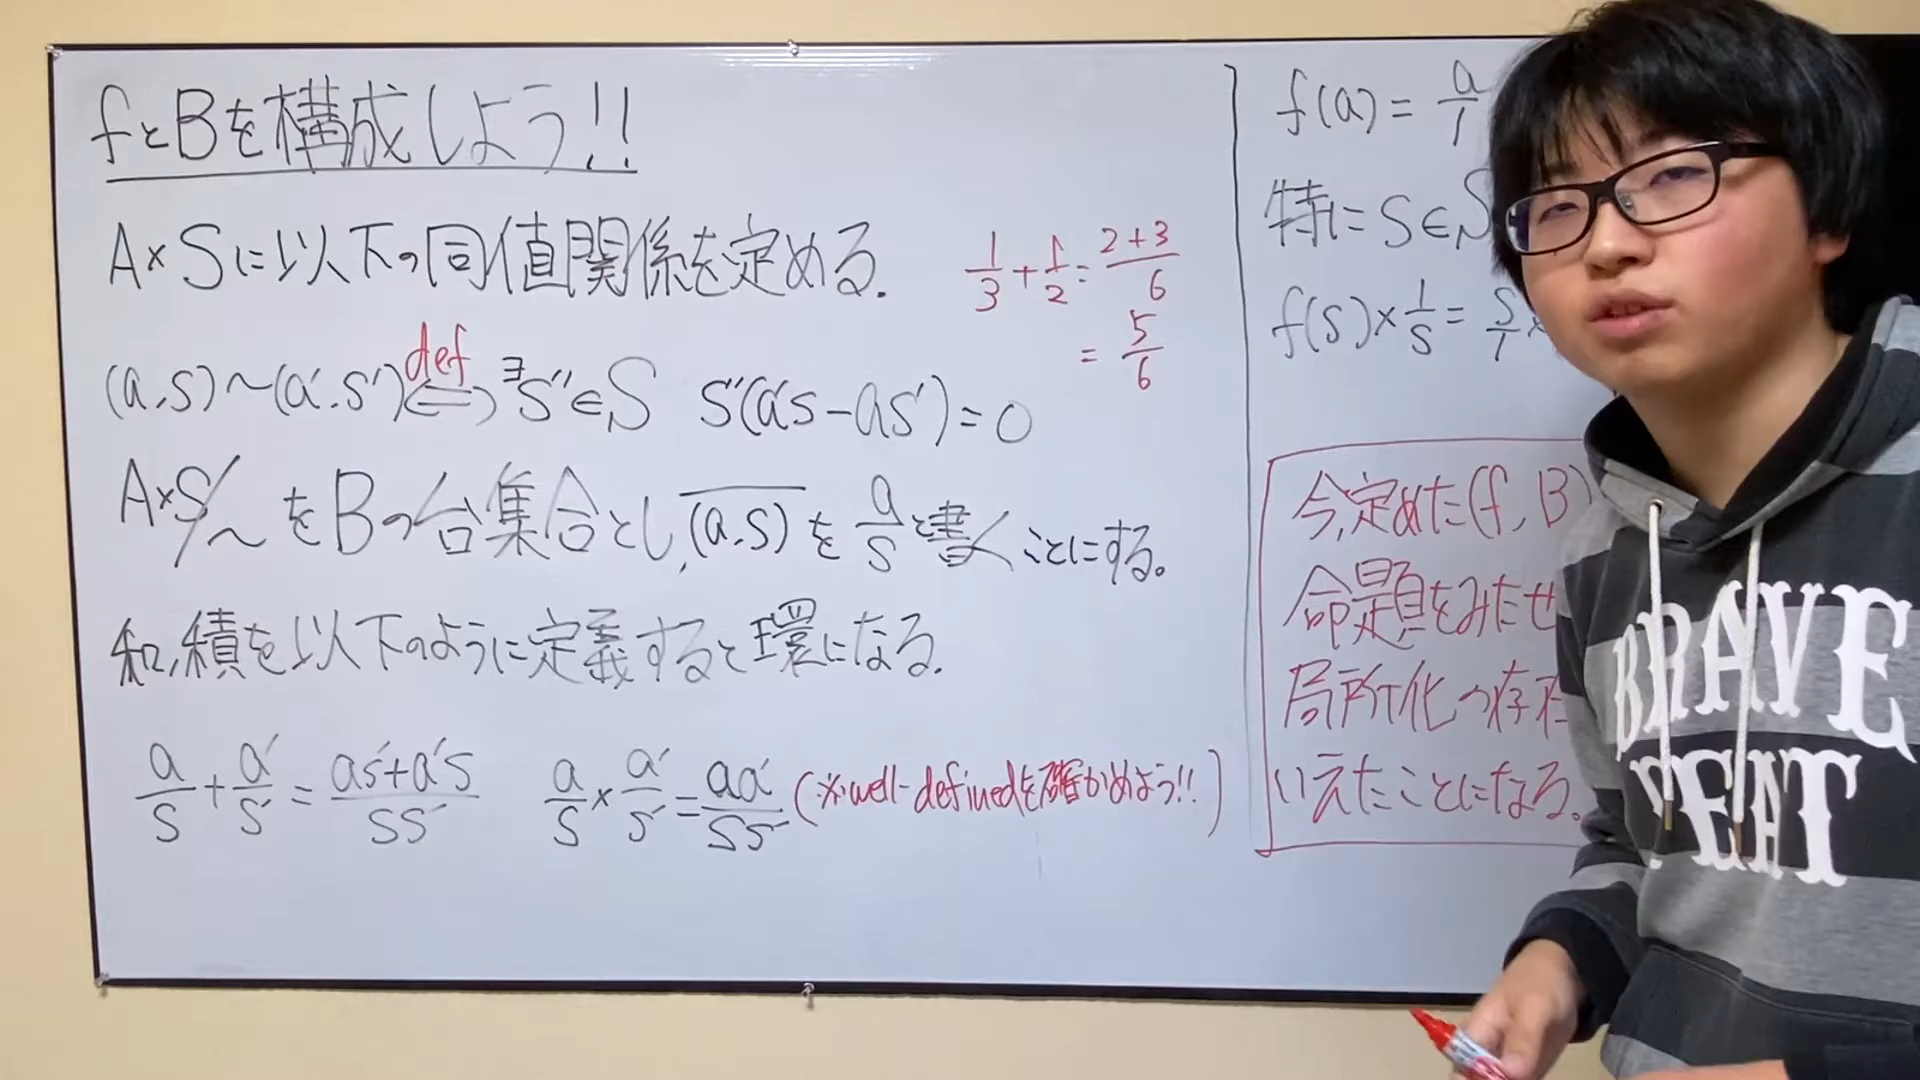 fとBを構成しよう!!
A×Sに以下の同値関係を定める.
(a,s)~(a',s') def⇔ ∃s''∈S s''(a's-as')=0
A×S/~をBの台集合とし,(a,s)をa/sと書くことにする。
和,積を以下のように定義すると環になる.
a/s+a'/s'=as'+a's/ss' a/s×a'/s'=aa'/ss' (※well-definedを確かめよう!!)
1/3+1/2=2+3/6
=5/6
f(a)=a/1
特にs∈S
f(s)×1/s=s/1×
今,定めた(f,B)
命題をみたせ
局所化の存在
いえたことになる。
BRAVE